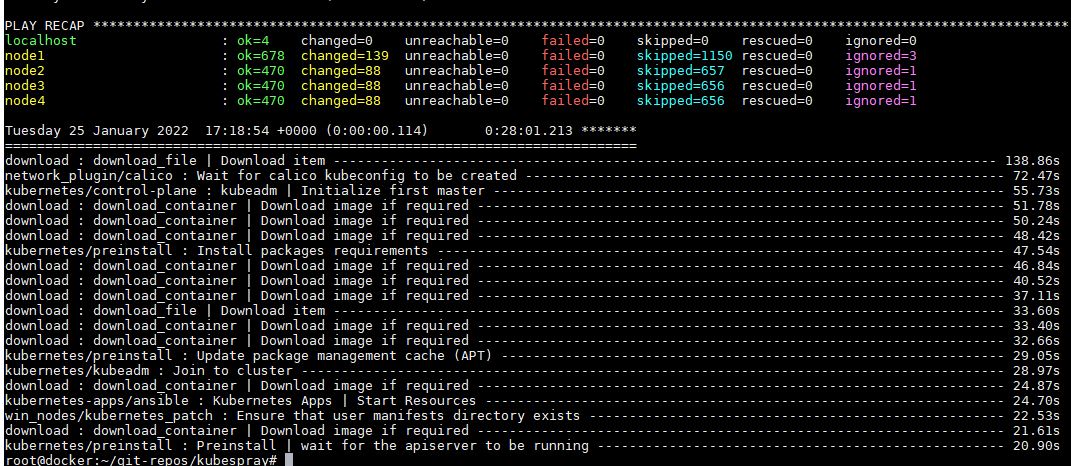 PLAY RECAP *********************************************************************************************************************
localhost : ok=4 changed=0 unreachable=0 failed=0 skipped=0 rescued=0 ignored=0
node1 : ok=678 changed=139 unreachable=0 failed=0 skipped=1150 rescued=0 ignored=3
node2 : ok=470 changed=88 unreachable=0 failed=0 skipped=657 rescued=0 ignored=1
node3 : ok=470 changed=88 unreachable=0 failed=0 skipped=656 rescued=0 ignored=1
node4 : ok=470 changed=88 unreachable=0 failed=0 skipped=656 rescued=0 ignored=1
Tuesday 25 January 2022 17:18:54 +0000 (0:00:00.114) 0:28:01.213 *******
===============================================================================
download : download_file | Download item ----------------------------------------------------------------------------------- 138.86s
network_plugin/calico : Wait for calico kubeconfig to be created ------------------------------------------------------------ 72.47s
kubernetes/control-plane : kubeadm | Initialize first master ---------------------------------------------------------------- 55.73s
download : download_container | Download image if required ------------------------------------------------------------------ 51.78s
download : download_container | Download image if required ------------------------------------------------------------------ 50.24s
download : download_container | Download image if required ------------------------------------------------------------------ 48.42s
kubernetes/preinstall : Install packages requirements ----------------------------------------------------------------------- 47.54s
download : download_container | Download image if required ------------------------------------------------------------------ 46.84s
download : download_container | Download image if required ------------------------------------------------------------------ 40.52s
download : download_container | Download image if required ------------------------------------------------------------------ 37.11s
download : download_file | Download item ------------------------------------------------------------------------------------ 33.60s
download : download_container | Download image if required ------------------------------------------------------------------ 33.40s
download : download_container | Download image if required ------------------------------------------------------------------ 32.66s
kubernetes/preinstall : Update package management cache (APT) --------------------------------------------------------------- 29.05s
kubernetes/kubeadm : Join to cluster ---------------------------------------------------------------------------------------- 28.97s
download : download_container | Download image if required ------------------------------------------------------------------ 24.87s
kubernetes-apps/ansible : Kubernetes Apps | Start Resources ----------------------------------------------------------------- 24.70s
win_nodes/kubernetes_patch : Ensure that user manifests directory exists ---------------------------------------------------- 22.53s
download : download_container | Download image if required ------------------------------------------------------------------ 21.61s
kubernetes/preinstall : Preinstall | wait for the apiserver to be running --------------------------------------------------- 20.90s
root@docker:~/git-repos/kubespray#